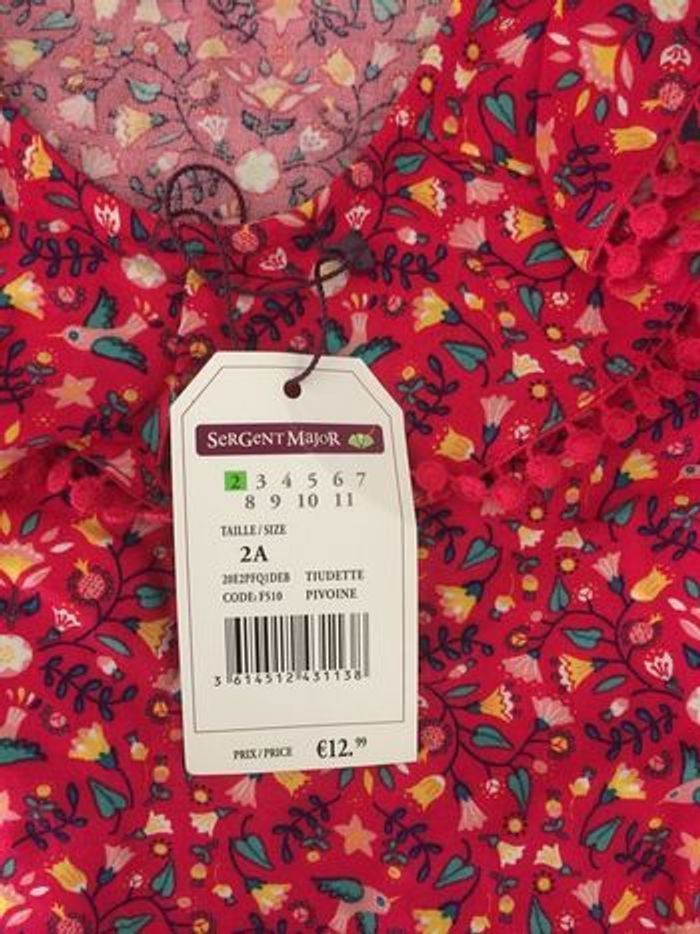 SERGENT MAJOR
2 3 4 5 6 7
8 9 10 11
TAILLE / SIZE
2A
20E2PFQ1DEB TIUDETTE
CODE: F510 PIVOINE
3 614512 431138
PRIX / PRICE €12.99